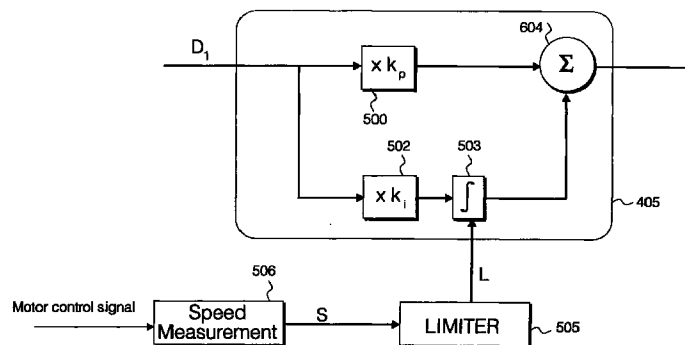 604
D1
x kp
Σ
500
502
503
x ki
∫
405
L
506
Motor control signal
Speed
Measurement
S
LIMITER
505